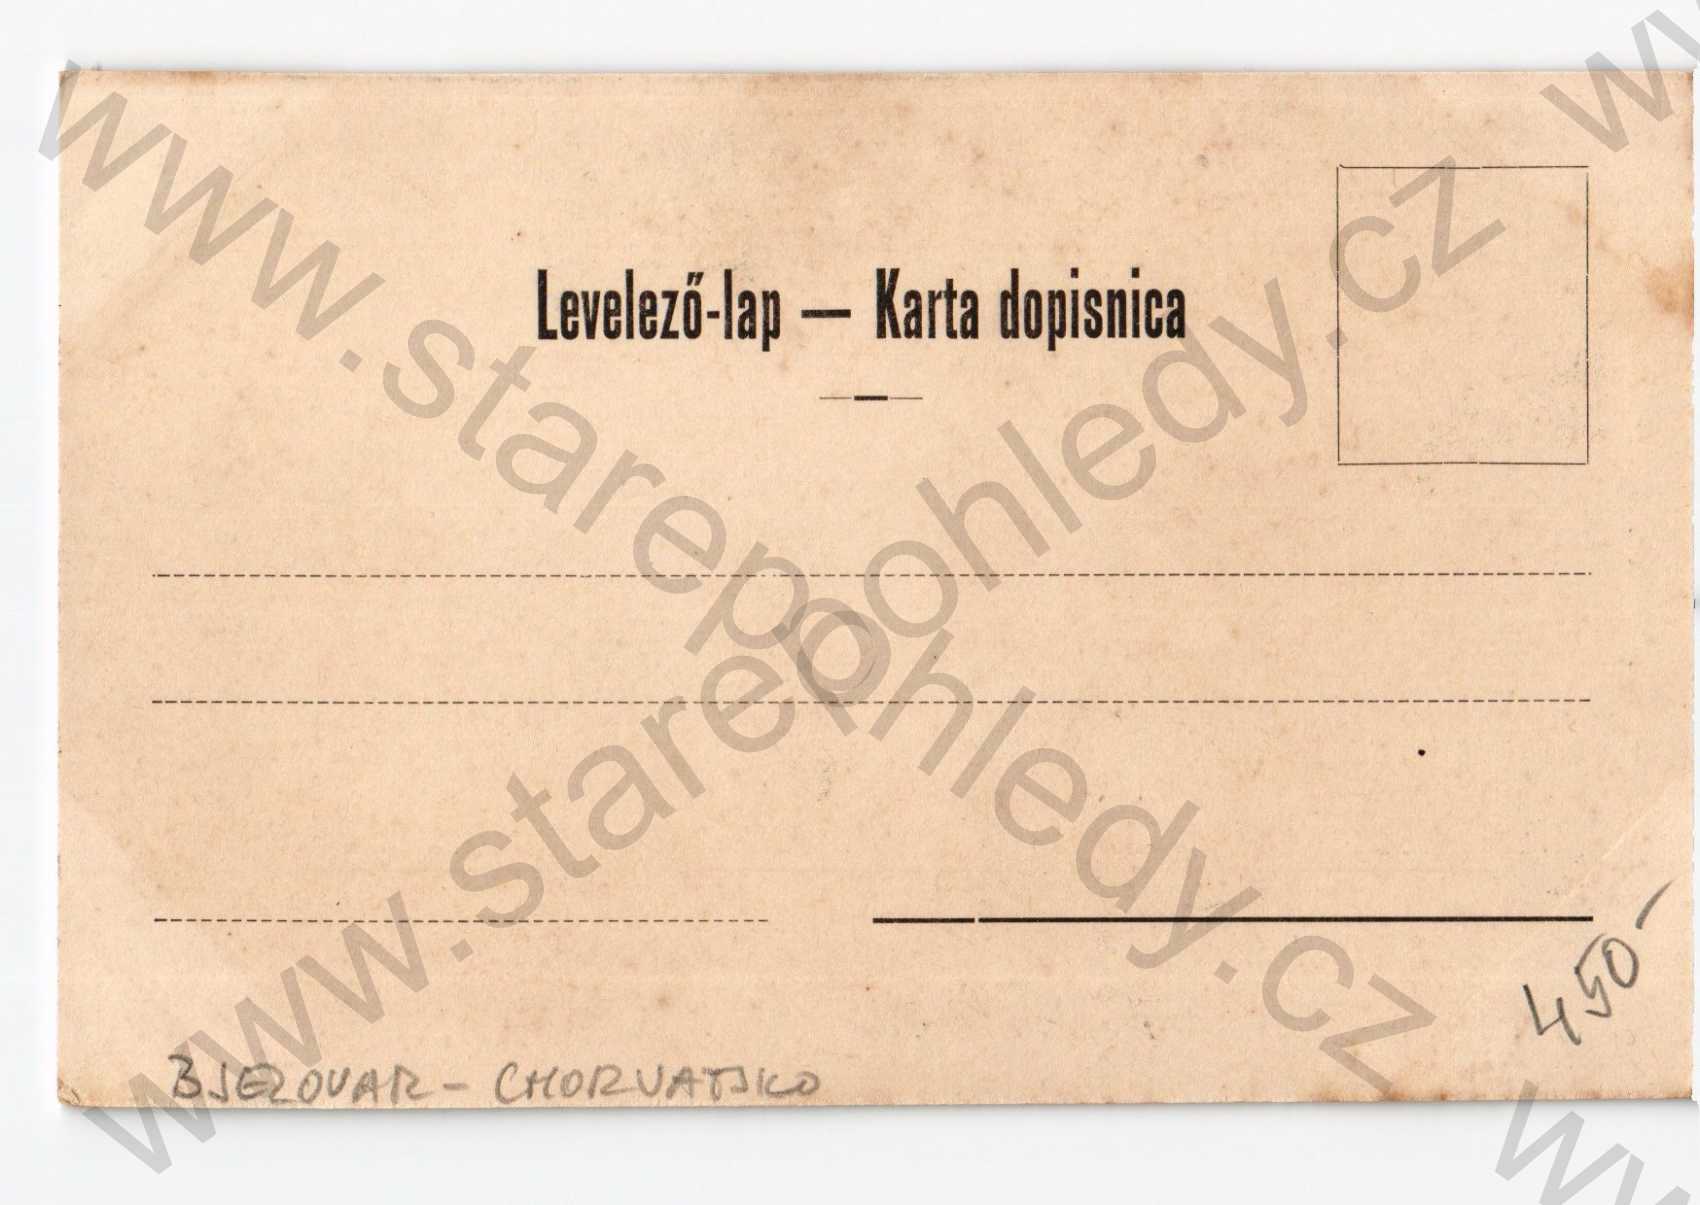 Levelező-lap — Karta dopisnica
450-
BJELOVAR - CHORVATSKO
www.starepohledy.cz
www.starepohledy.cz